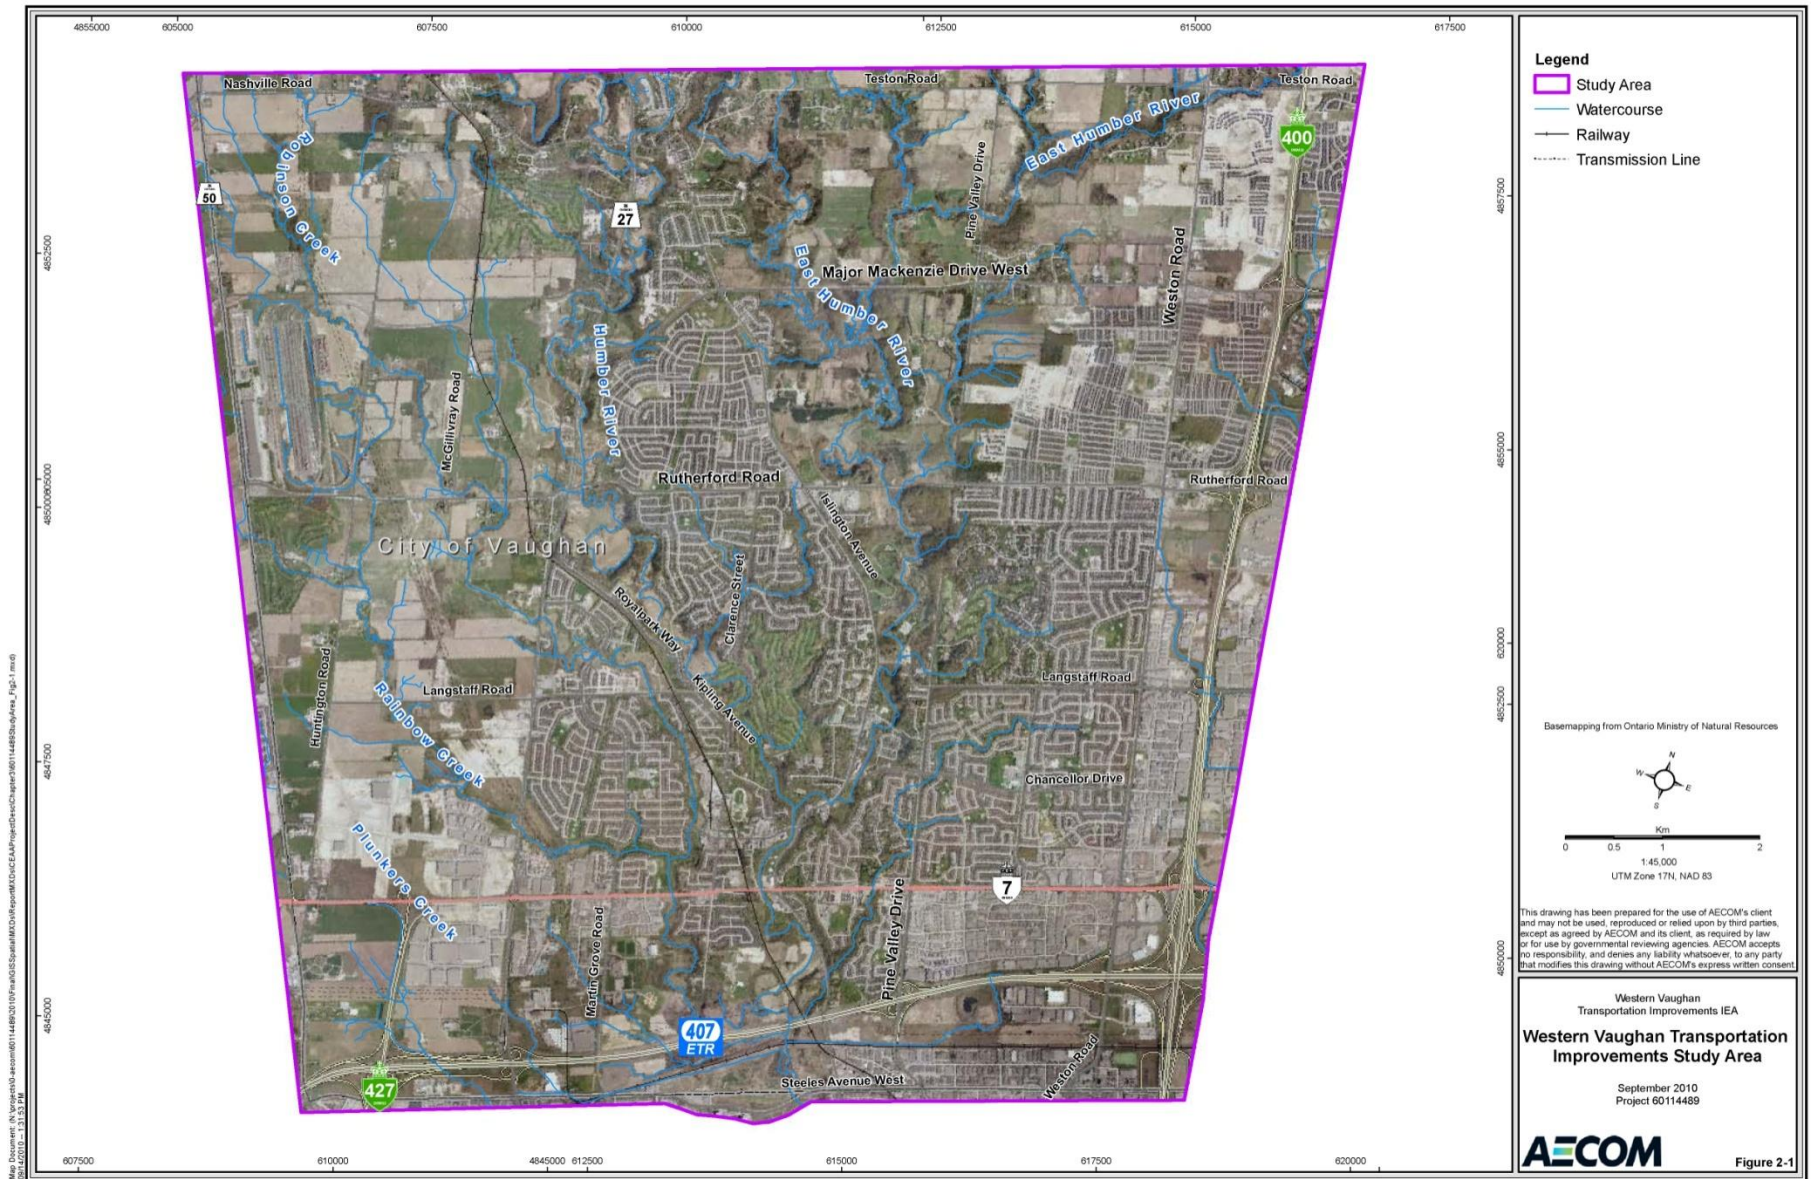 4855000 605000 607500 610000 612500 615000 617500
Nashville Road
Teston Road
Teston Road
East Humber River
400
Robinson Creek
Pine Valley Drive
50
27
4857500
4852500
Weston Road
East Humber River
Major Mackenzie Drive West
Humber River
McGillivray Road
4855000
Rutherford Road
Rutherford Road
Islington Avenue
City of Vaughan
Clarence Street
Royalpark Way
620000
Huntington Road
Langstaff Road
Langstaff Road
Kipling Avenue
4852500
Rainbow Creek
4847500
Chancellor Drive
Plunkers Creek
7
Pine Valley Drive
Martin Grove Road
4850000
4845000
407
ETR
427
Steeles Avenue West
Weston Road
607500 610000 4845000 612500 615000 617500 620000
Legend
Study Area
Watercourse
Railway
Transmission Line
Basemapping from Ontario Ministry of Natural Resources
N
W
E
S
Km
0 0.5 1 2
1:45,000
UTM Zone 17N, NAD 83
This drawing has been prepared for the use of AECOM's client
and may not be used, reproduced or relied upon by third parties,
except as agreed by AECOM and its client, as required by law
or for use by governmental reviewing agencies. AECOM accepts
no responsibility, and denies any liability whatsoever, to any party
that modifies this drawing without AECOM's express written consent.
Western Vaughan
Transportation Improvements IEA
Western Vaughan Transportation
Improvements Study Area
September 2010
Project 60114489
AECOM
Figure 2-1